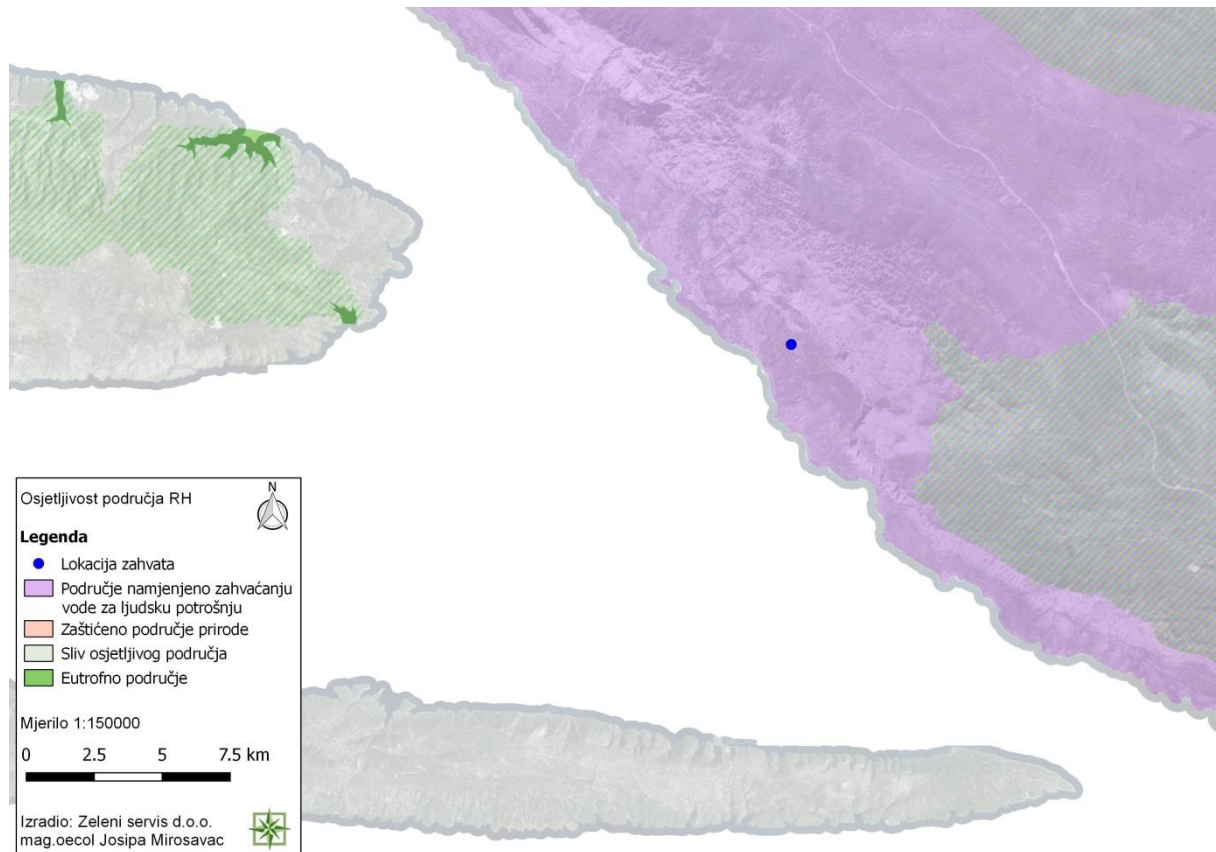 Osjetljivost područja RH
N
Legenda
Lokacija zahvata
Područje namjenjeno zahvaćanju
vode za ljudsku potrošnju
Zaštićeno područje prirode
Sliv osjetljivog područja
Eutrofno područje
Mjerilo 1:150000
0 2.5 5 7.5 km
Izradio: Zeleni servis d.o.o.
mag.oecol Josipa Mirosavac